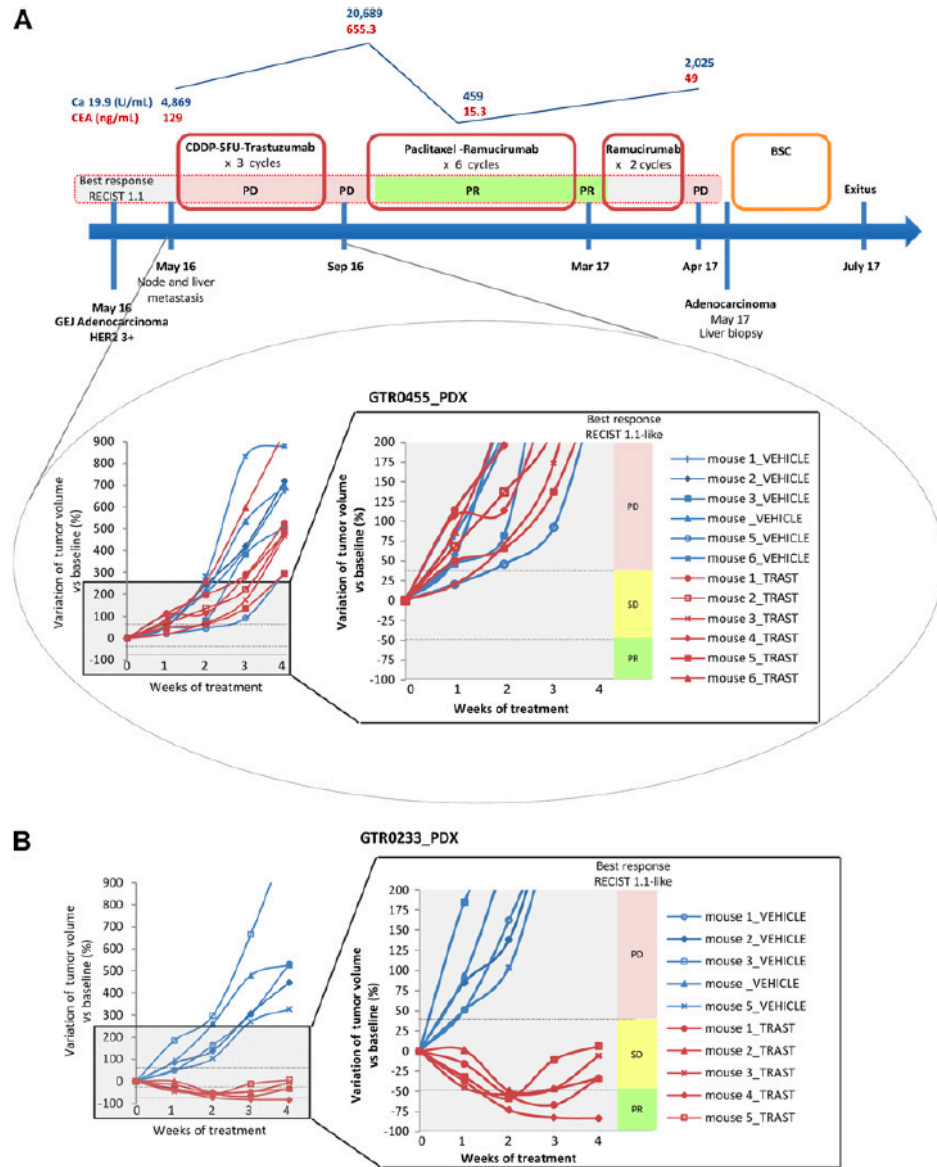 A
20,689
655.3
459
15.3
2,025
49
Ca 19.9 (U/mL) 4,869
CEA (ng/mL) 129
CDDP-5FU-Trastuzumab
x 3 cycles
Paclitaxel -Ramucirumab
x 6 cycles
Ramucirumab
x 2 cycles
BSC
Best response
RECIST 1.1
PD
PD
PR
PR
PD
Exitus
May 16
Node and liver
metastasis
Sep 16
Mar 17
Apr 17
July 17
May 16
GEJ Adenocarcinoma
HER2 3+
Adenocarcinoma
May 17
Liver biopsy
GTR0455_PDX
Variation of tumor volume
vs baseline (%)
900
800
700
600
500
400
300
200
100
0
-100
0 1 2 3 4
Weeks of treatment
Variation of tumor volume
vs baseline (%)
200
175
150
125
100
75
50
25
0
-25
-50
-75
-100
0 1 2 3 4
Weeks of treatment
Best response
RECIST 1.1-like
PD
SD
PR
mouse 1_VEHICLE
mouse 2_VEHICLE
mouse 3_VEHICLE
mouse _VEHICLE
mouse 5_VEHICLE
mouse 6_VEHICLE
mouse 1_TRAST
mouse 2_TRAST
mouse 3_TRAST
mouse 4_TRAST
mouse 5_TRAST
mouse 6_TRAST
B
GTR0233_PDX
Variation of tumor volume
vs baseline (%)
900
800
700
600
500
400
300
200
100
0
-100
0 1 2 3 4
Weeks of treatment
Variation of tumor volume
vs baseline (%)
200
175
150
125
100
75
50
25
0
-25
-50
-75
-100
0 1 2 3 4
Weeks of treatment
Best response
RECIST 1.1-like
PD
SD
PR
mouse 1_VEHICLE
mouse 2_VEHICLE
mouse 3_VEHICLE
mouse _VEHICLE
mouse 5_VEHICLE
mouse 1_TRAST
mouse 2_TRAST
mouse 3_TRAST
mouse 4_TRAST
mouse 5_TRAST